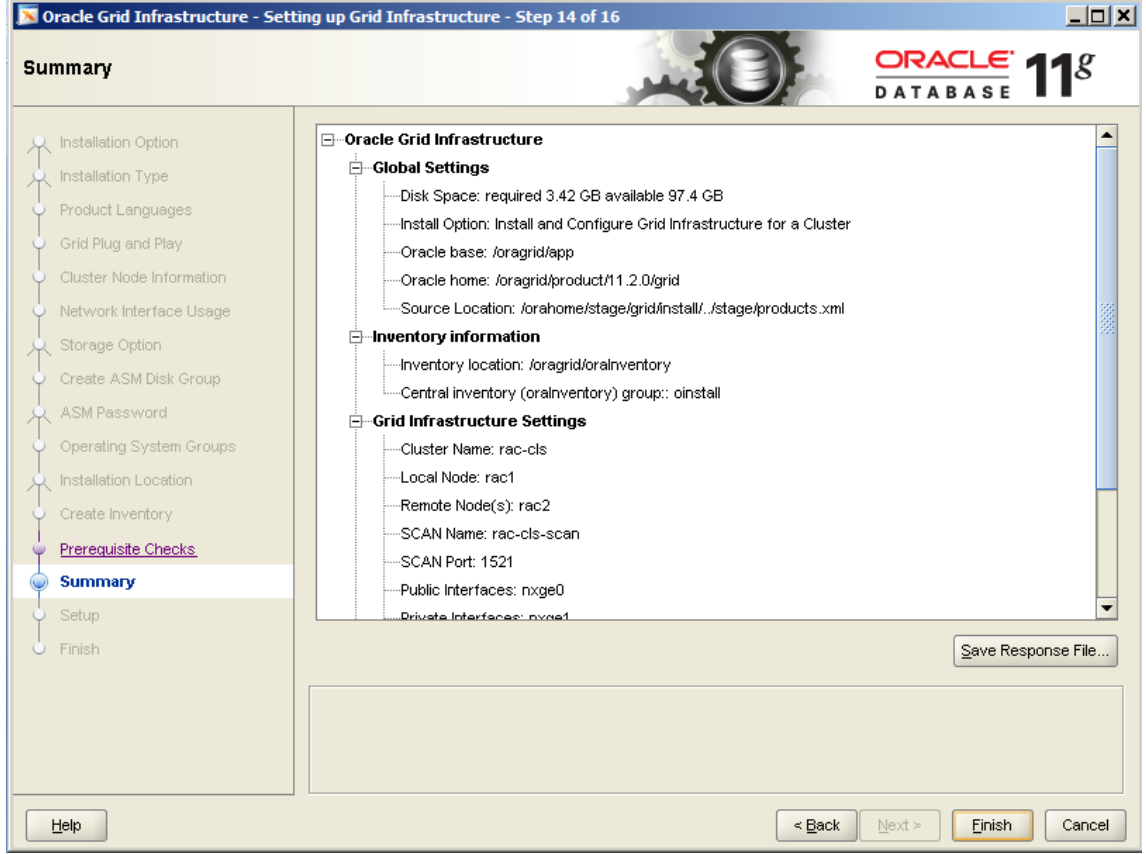 Oracle Grid Infrastructure - Setting up Grid Infrastructure - Step 14 of 16
Summary
ORACLE 11g
DATABASE
Installation Option
Installation Type
Product Languages
Grid Plug and Play
Cluster Node Information
Network Interface Usage
Storage Option
Create ASM Disk Group
ASM Password
Operating System Groups
Installation Location
Create Inventory
Prerequisite Checks
Summary
Setup
Finish
Oracle Grid Infrastructure
Global Settings
Disk Space: required 3.42 GB available 97.4 GB
Install Option: Install and Configure Grid Infrastructure for a Cluster
Oracle base: /oragrid/app
Oracle home: /oragrid/product/11.2.0/grid
Source Location: /orahome/stage/grid/install/../stage/products.xml
Inventory information
Inventory location: /oragrid/oraInventory
Central inventory (oraInventory) group:: oinstall
Grid Infrastructure Settings
Cluster Name: rac-cls
Local Node: rac1
Remote Node(s): rac2
SCAN Name: rac-cls-scan
SCAN Port: 1521
Public Interfaces: nxge0
Private Interfaces: nxge1
Save Response File...
Help
< Back
Next >
Finish
Cancel